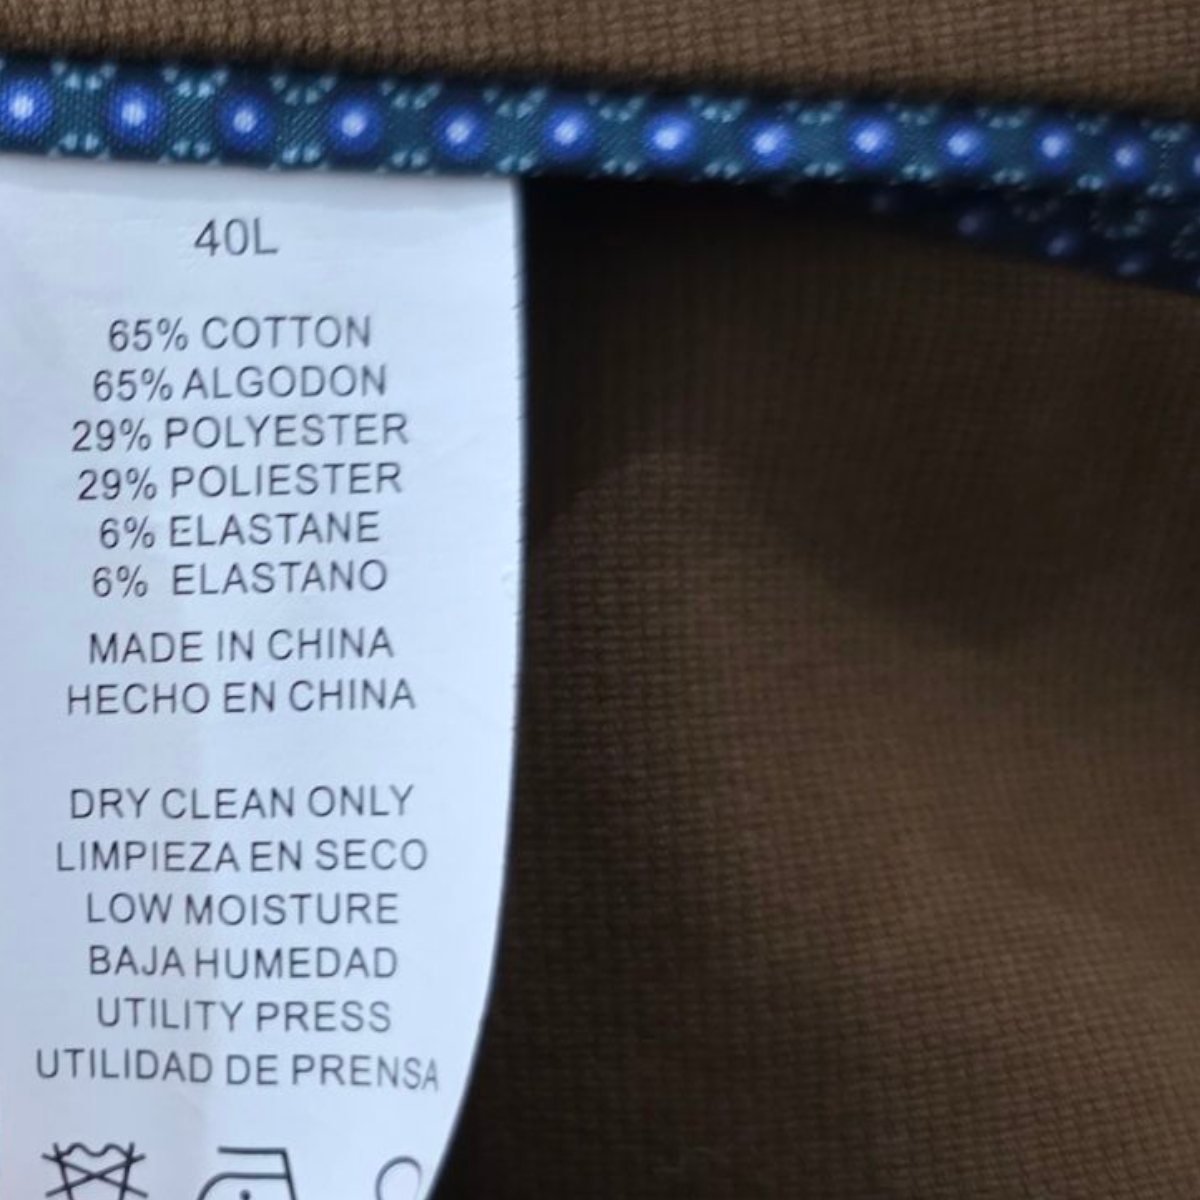 40L
65% COTTON
65% ALGODON
29% POLYESTER
29% POLIESTER
6% ELASTANE
6% ELASTANO
MADE IN CHINA
HECHO EN CHINA
DRY CLEAN ONLY
LIMPIEZA EN SECO
LOW MOISTURE
BAJA HUMEDAD
UTILITY PRESS
UTILIDAD DE PRENSA